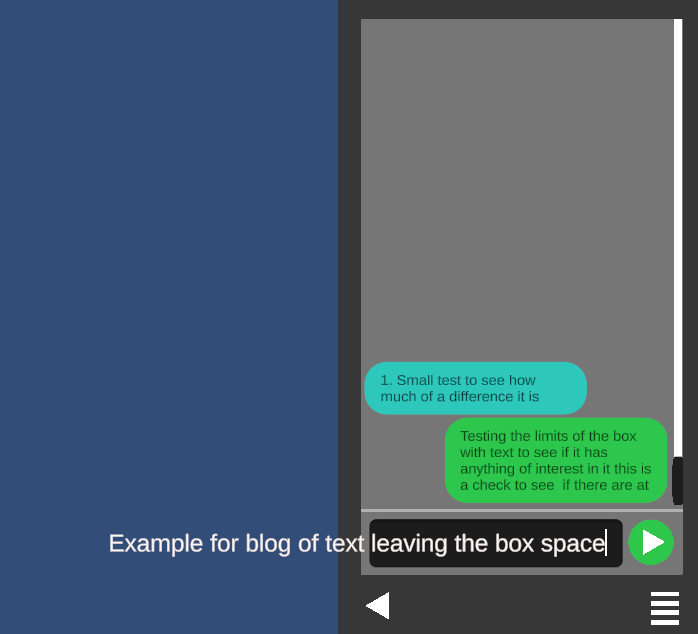 1. Small test to see how
much of a difference it is
Testing the limits of the box
with text to see if it has
anything of interest in it this is
a check to see  if there are at
Example for blog of text leaving the box space